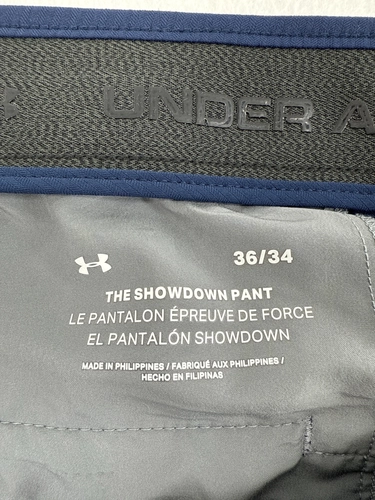 UNDER A
36/34
THE SHOWDOWN PANT
LE PANTALON ÉPREUVE DE FORCE
EL PANTALÓN SHOWDOWN
MADE IN PHILIPPINES / FABRIQUÉ AUX PHILIPPINES /
HECHO EN FILIPINAS